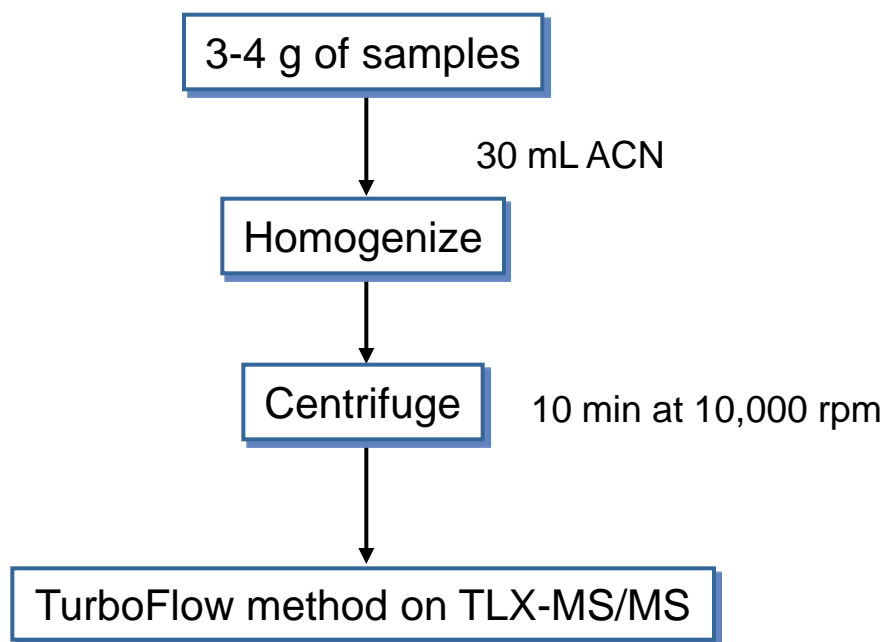 3-4 g of samples
30 mL ACN
Homogenize
Centrifuge
10 min at 10,000 rpm
TurboFlow method on TLX-MS/MS